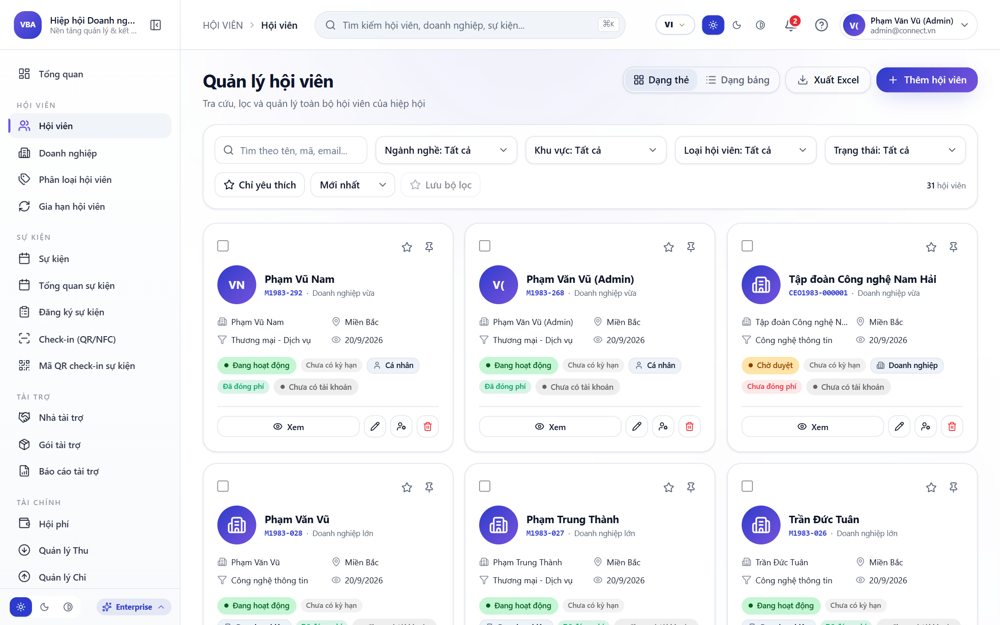 VBA
Hiệp hội Doanh ng...
Nền tảng quản lý & kết ...
HỘI VIÊN > Hội viên
Tìm kiếm hội viên, doanh nghiệp, sự kiện...
⌘K
VI
2
V(
Phạm Văn Vũ (Admin)
admin@connect.vn
Tổng quan
HỘI VIÊN
Hội viên
Doanh nghiệp
Phân loại hội viên
Gia hạn hội viên
SỰ KIỆN
Sự kiện
Tổng quan sự kiện
Đăng ký sự kiện
Check-in (QR/NFC)
Mã QR check-in sự kiện
TÀI TRỢ
Nhà tài trợ
Gói tài trợ
Báo cáo tài trợ
TÀI CHÍNH
Hội phí
Quản lý Thu
Quản lý Chi
Enterprise
Quản lý hội viên
Tra cứu, lọc và quản lý toàn bộ hội viên của hiệp hội
Dạng thẻ
Dạng bảng
Xuất Excel
Thêm hội viên
Tìm theo tên, mã, email...
Ngành nghề: Tất cả
Khu vực: Tất cả
Loại hội viên: Tất cả
Trạng thái: Tất cả
Chỉ yêu thích
Mới nhất
Lưu bộ lọc
31 hội viên
VN
Phạm Vũ Nam
M1983-292 · Doanh nghiệp vừa
Phạm Vũ Nam
Miền Bắc
Thương mại - Dịch vụ
20/9/2026
Đang hoạt động
Chưa có kỳ hạn
Cá nhân
Đã đóng phí
Chưa có tài khoản
Xem
V(
Phạm Văn Vũ (Admin)
M1983-268 · Doanh nghiệp vừa
Phạm Văn Vũ (Admin)
Miền Bắc
Thương mại - Dịch vụ
20/9/2026
Đang hoạt động
Chưa có kỳ hạn
Cá nhân
Đã đóng phí
Chưa có tài khoản
Xem
Tập đoàn Công nghệ Nam Hải
CEO1983-000001 · Doanh nghiệp vừa
Tập đoàn Công nghệ N...
Miền Bắc
Công nghệ thông tin
20/9/2026
Chờ duyệt
Chưa có kỳ hạn
Doanh nghiệp
Chưa đóng phí
Chưa có tài khoản
Xem
Phạm Văn Vũ
M1983-028 · Doanh nghiệp lớn
Phạm Văn Vũ
Miền Bắc
Công nghệ thông tin
20/9/2026
Đang hoạt động
Chưa có kỳ hạn
Phạm Trung Thành
M1983-027 · Doanh nghiệp lớn
Phạm Trung Thành
Miền Bắc
Thương mại - Dịch vụ
20/9/2026
Đang hoạt động
Chưa có kỳ hạn
Trần Đức Tuân
M1983-026 · Doanh nghiệp lớn
Trần Đức Tuân
Miền Bắc
Công nghệ thông tin
20/9/2026
Đang hoạt động
Chưa có kỳ hạn